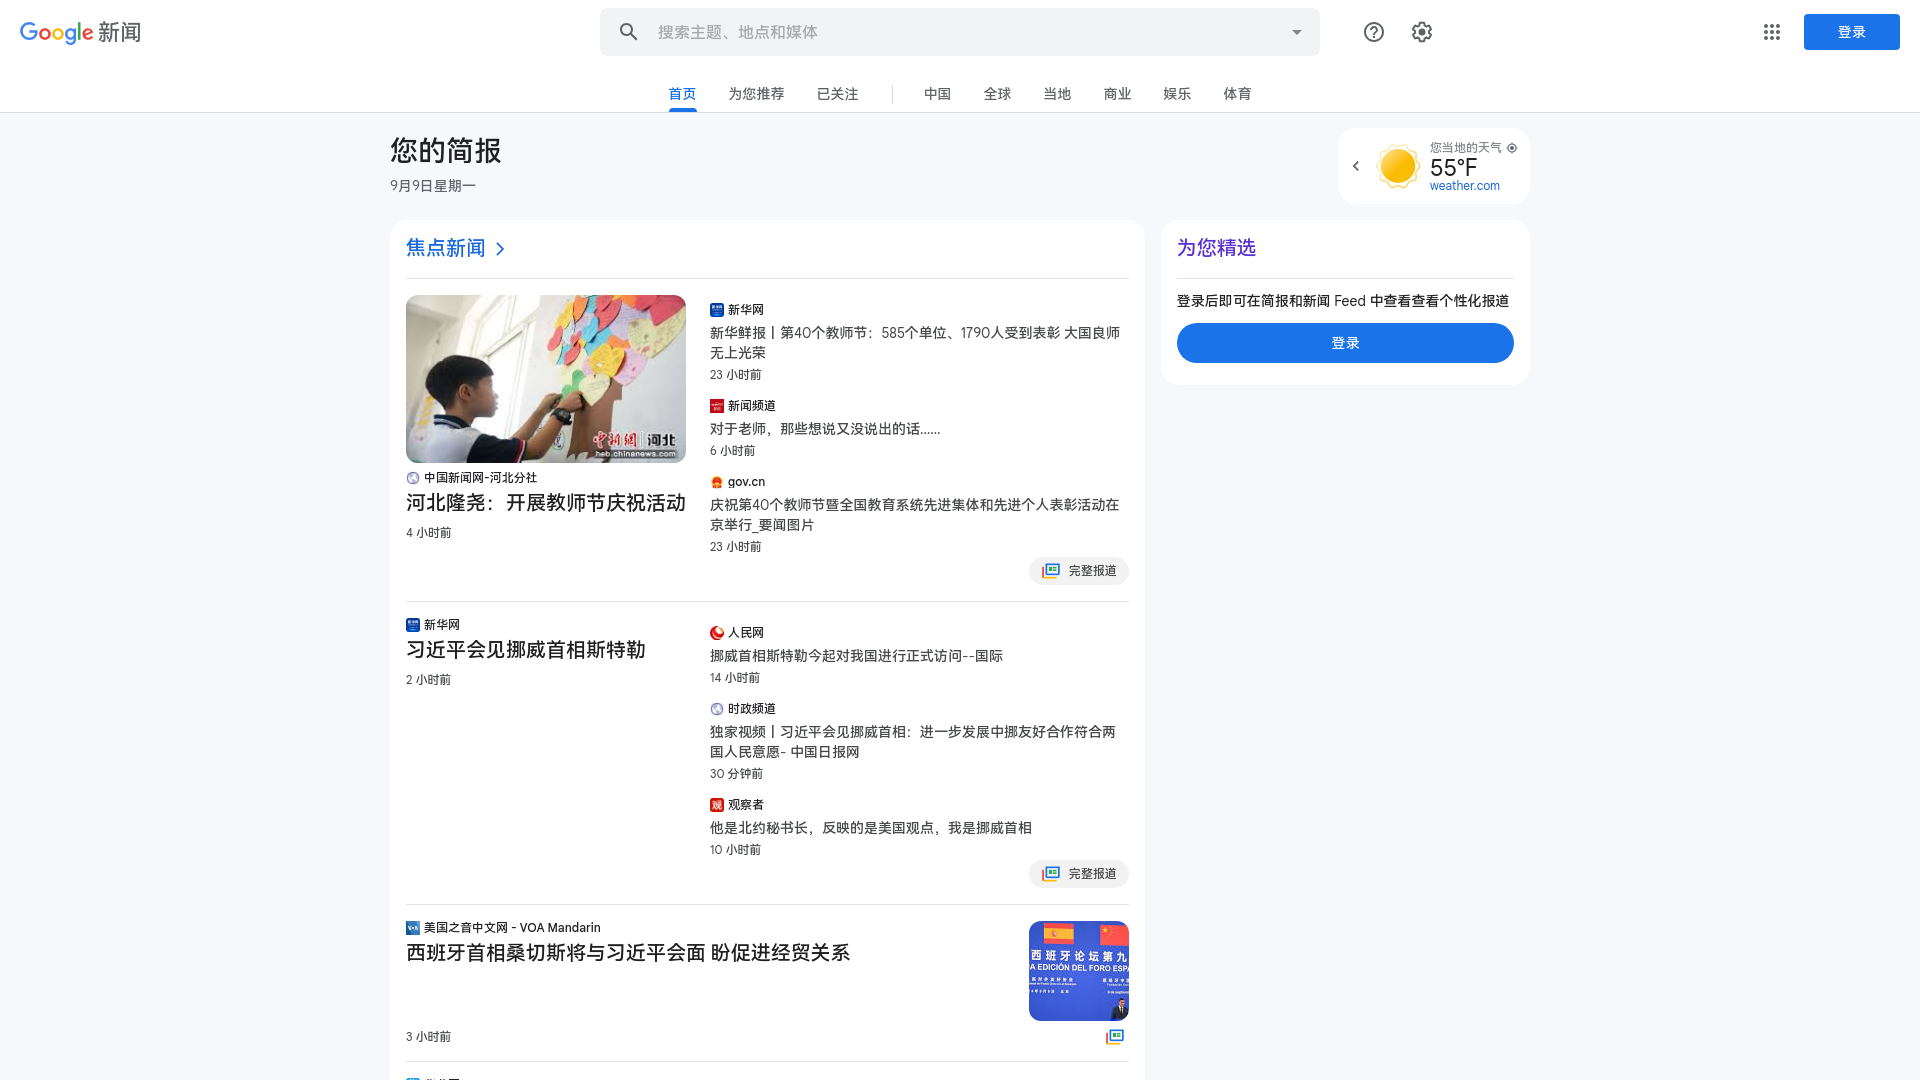 Google 新闻
搜索主题、地点和媒体
登录
首页
为您推荐
已关注
中国
全球
当地
商业
娱乐
体育
您的简报
9月9日星期一
您当地的天气
55°F
weather.com
焦点新闻
中新網 河北
heb.chinanews.com
中国新闻网-河北分社
河北隆尧：开展教师节庆祝活动
4 小时前
新华网
新华鲜报丨第40个教师节：585个单位、1790人受到表彰 大国良师
无上光荣
23 小时前
新闻频道
对于老师，那些想说又没说出的话……
6 小时前
gov.cn
庆祝第40个教师节暨全国教育系统先进集体和先进个人表彰活动在
京举行_要闻图片
23 小时前
完整报道
新华网
习近平会见挪威首相斯特勒
2 小时前
人民网
挪威首相斯特勒今起对我国进行正式访问--国际
14 小时前
时政频道
独家视频丨习近平会见挪威首相：进一步发展中挪友好合作符合两
国人民意愿- 中国日报网
30 分钟前
观
观察者
他是北约秘书长，反映的是美国观点，我是挪威首相
10 小时前
完整报道
VOA
美国之音中文网 - VOA Mandarin
西班牙首相桑切斯将与习近平会面 盼促进经贸关系
西班牙论坛第九
A EDICIÓN DEL FORO ESPA
3 小时前
为您精选
登录后即可在简报和新闻 Feed 中查看查看个性化报道
登录